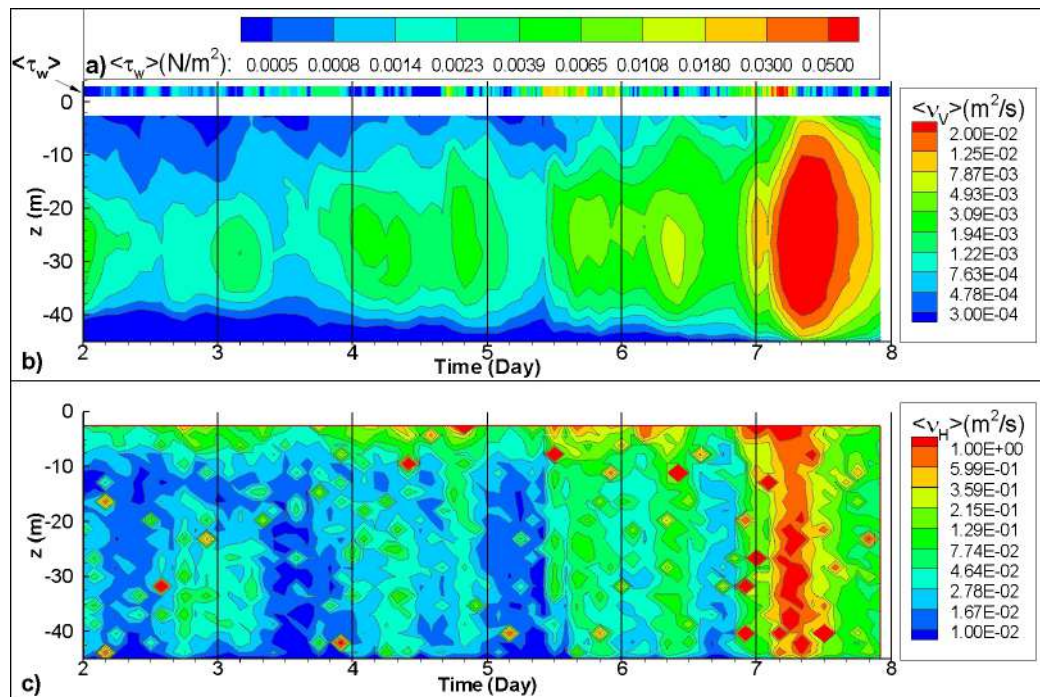 b)
<τw>
a) <τw>(N/m²): 0.0005 0.0008 0.0014 0.0023 0.0039 0.0065 0.0108 0.0180 0.0300 0.0500
0
-10
-20
-30
-40
z (m)
2 3 4 5 6 7 8
Time (Day)
b)
<νV>(m²/s)
2.00E-02
1.25E-02
7.87E-03
4.93E-03
3.09E-03
1.94E-03
1.22E-03
7.63E-04
4.78E-04
3.00E-04
0
-10
-20
-30
-40
z (m)
2 3 4 5 6 7 8
Time (Day)
c)
<νH>(m²/s)
1.00E+00
5.99E-01
3.59E-01
2.15E-01
1.29E-01
7.74E-02
4.64E-02
2.78E-02
1.67E-02
1.00E-02